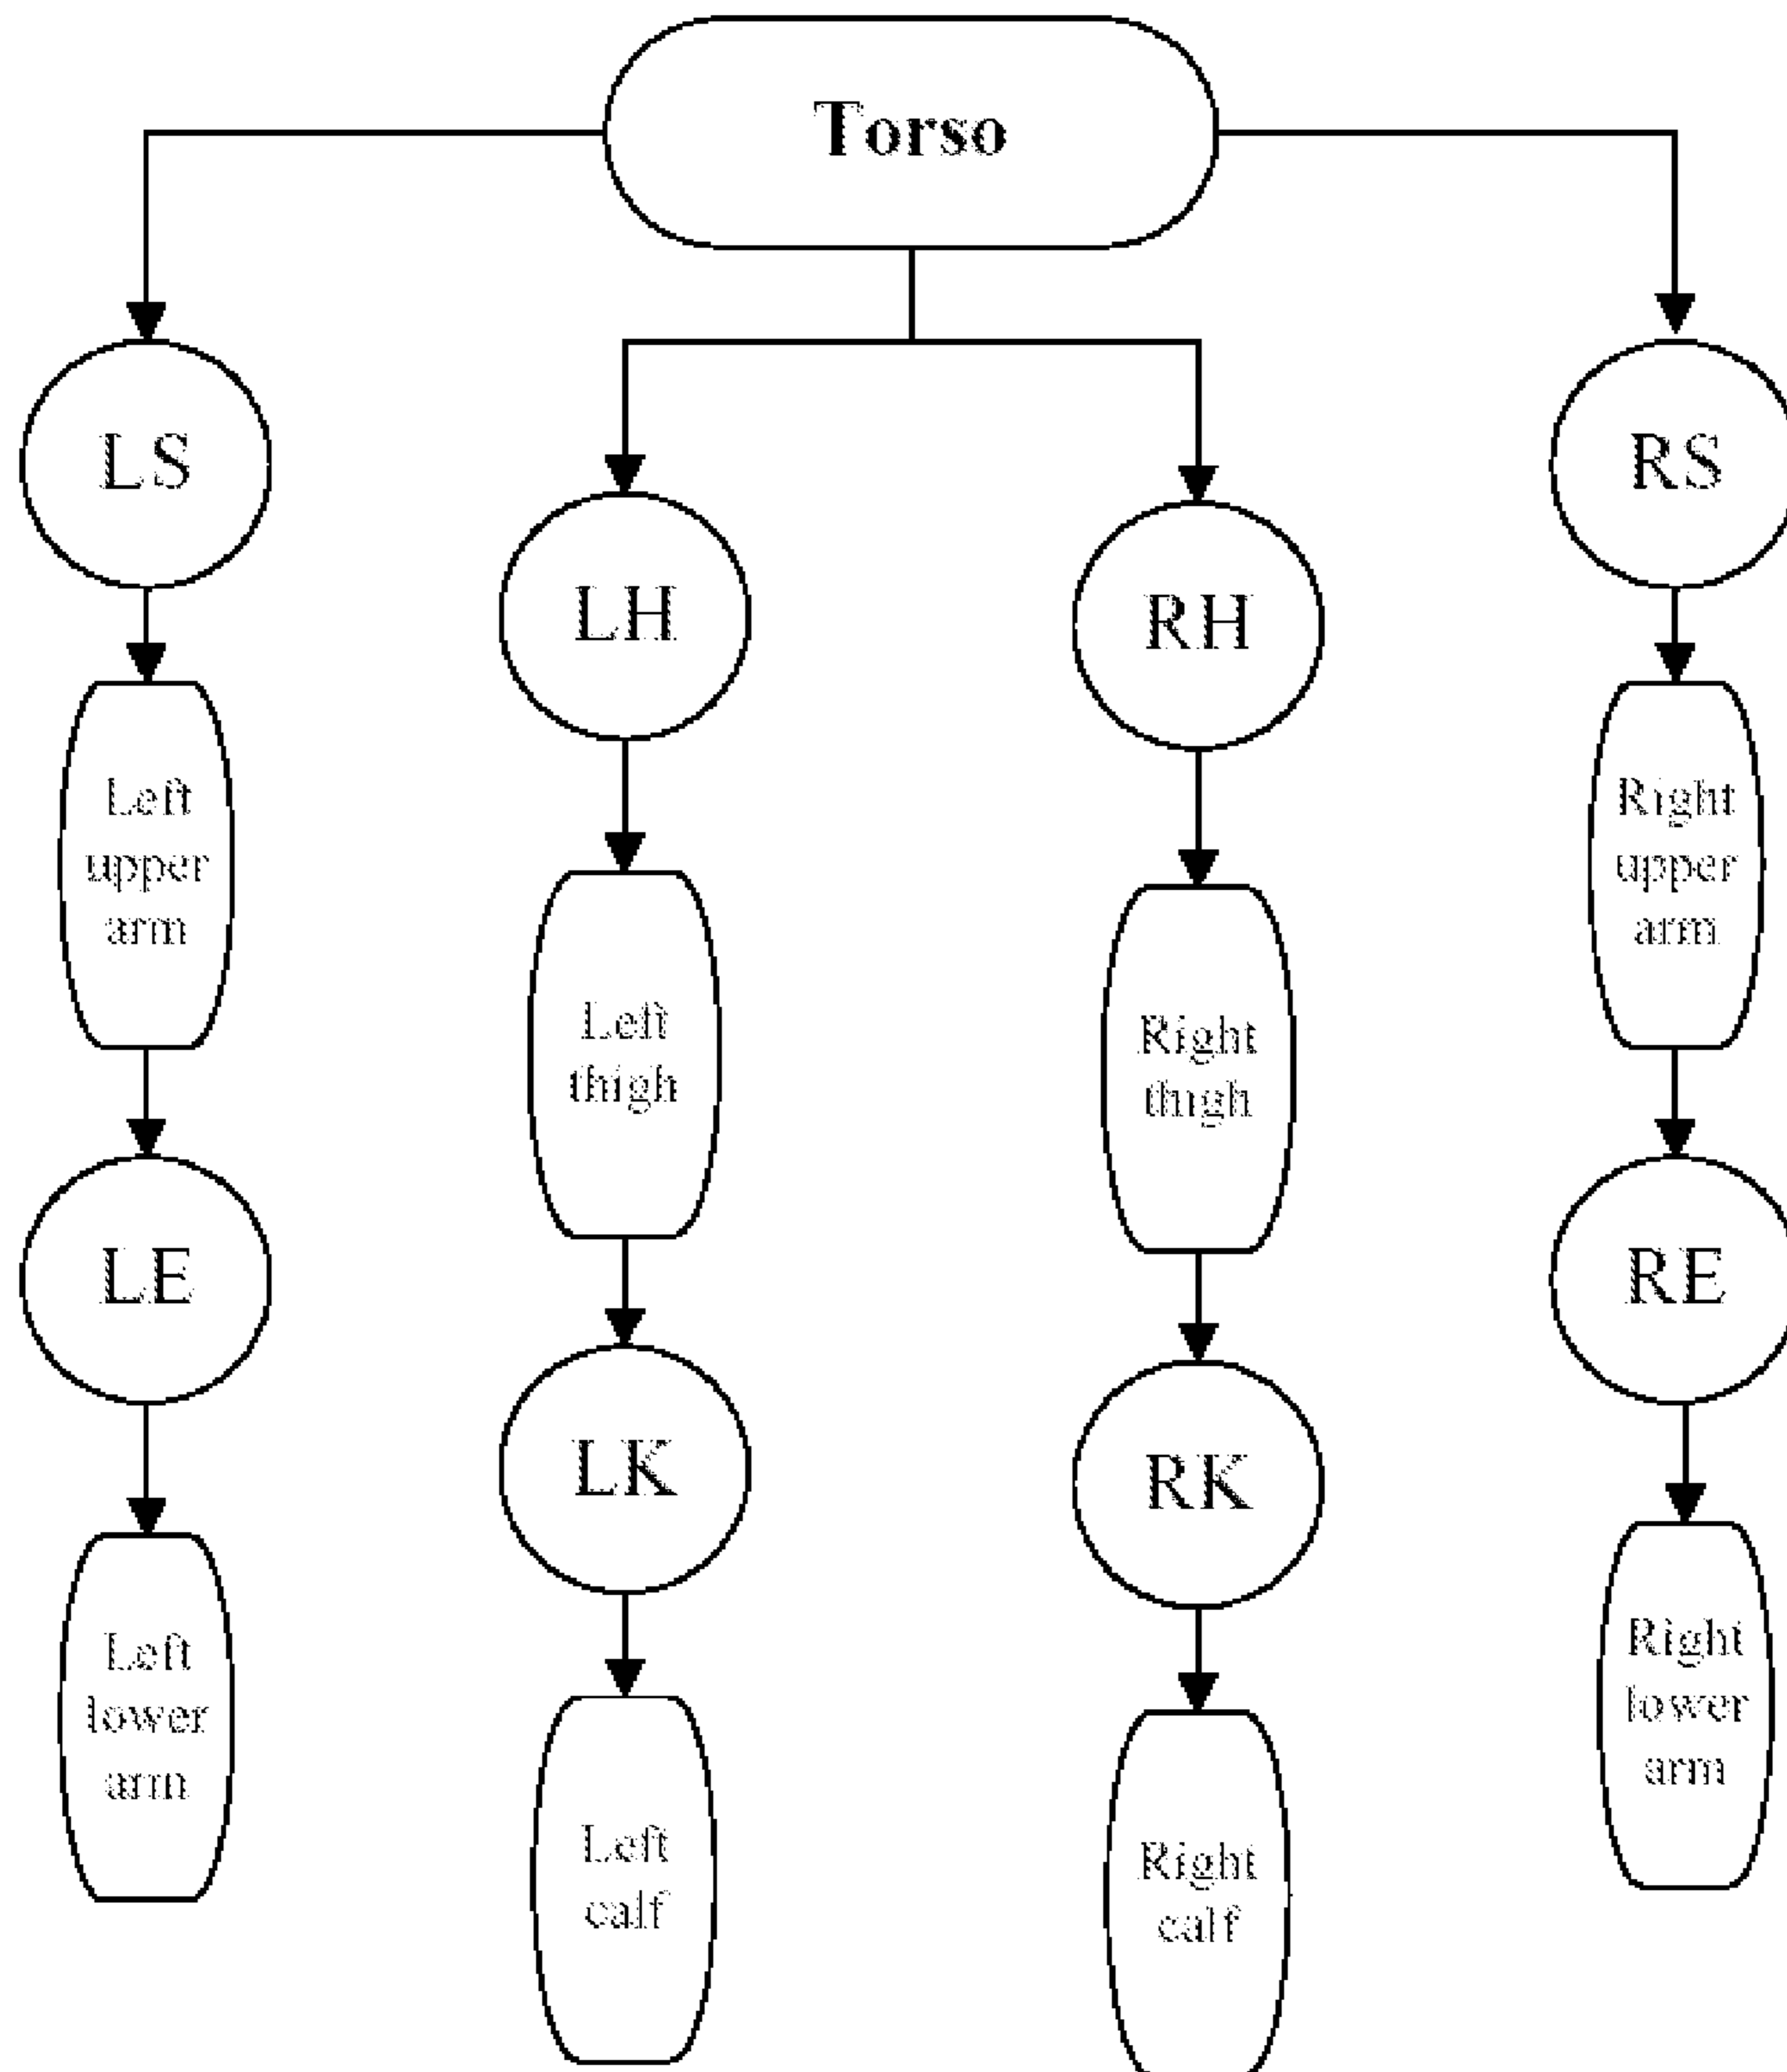 Torso
LS
RS
LH
RH
Left
upper
arm
Right
upper
arm
Left
thigh
Right
thigh
LE
RE
LK
RK
Left
lower
arm
Right
lower
arm
Left
calf
Right
calf